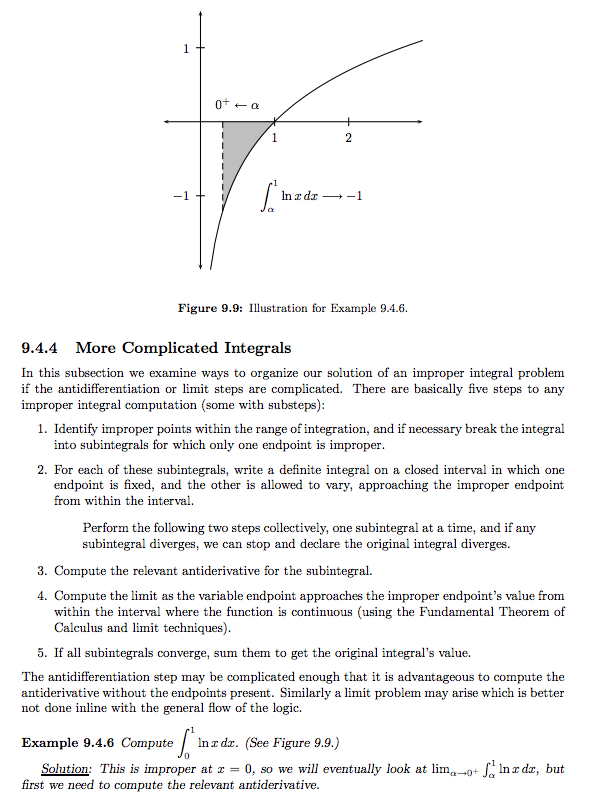 1
0⁺ ← α
1
2
−1
∫_α^1 ln x dx ⟶ −1
Figure 9.9: Illustration for Example 9.4.6.
9.4.4 More Complicated Integrals
In this subsection we examine ways to organize our solution of an improper integral problem
if the antidifferentiation or limit steps are complicated. There are basically five steps to any
improper integral computation (some with substeps):
1. Identify improper points within the range of integration, and if necessary break the integral
into subintegrals for which only one endpoint is improper.
2. For each of these subintegrals, write a definite integral on a closed interval in which one
endpoint is fixed, and the other is allowed to vary, approaching the improper endpoint
from within the interval.
Perform the following two steps collectively, one subintegral at a time, and if any
subintegral diverges, we can stop and declare the original integral diverges.
3. Compute the relevant antiderivative for the subintegral.
4. Compute the limit as the variable endpoint approaches the improper endpoint's value from
within the interval where the function is continuous (using the Fundamental Theorem of
Calculus and limit techniques).
5. If all subintegrals converge, sum them to get the original integral's value.
The antidifferentiation step may be complicated enough that it is advantageous to compute the
antiderivative without the endpoints present. Similarly a limit problem may arise which is better
not done inline with the general flow of the logic.
Example 9.4.6 Compute ∫_0^1 ln x dx. (See Figure 9.9.)
Solution: This is improper at x = 0, so we will eventually look at lim_{α→0⁺} ∫_α^1 ln x dx, but
first we need to compute the relevant antiderivative.